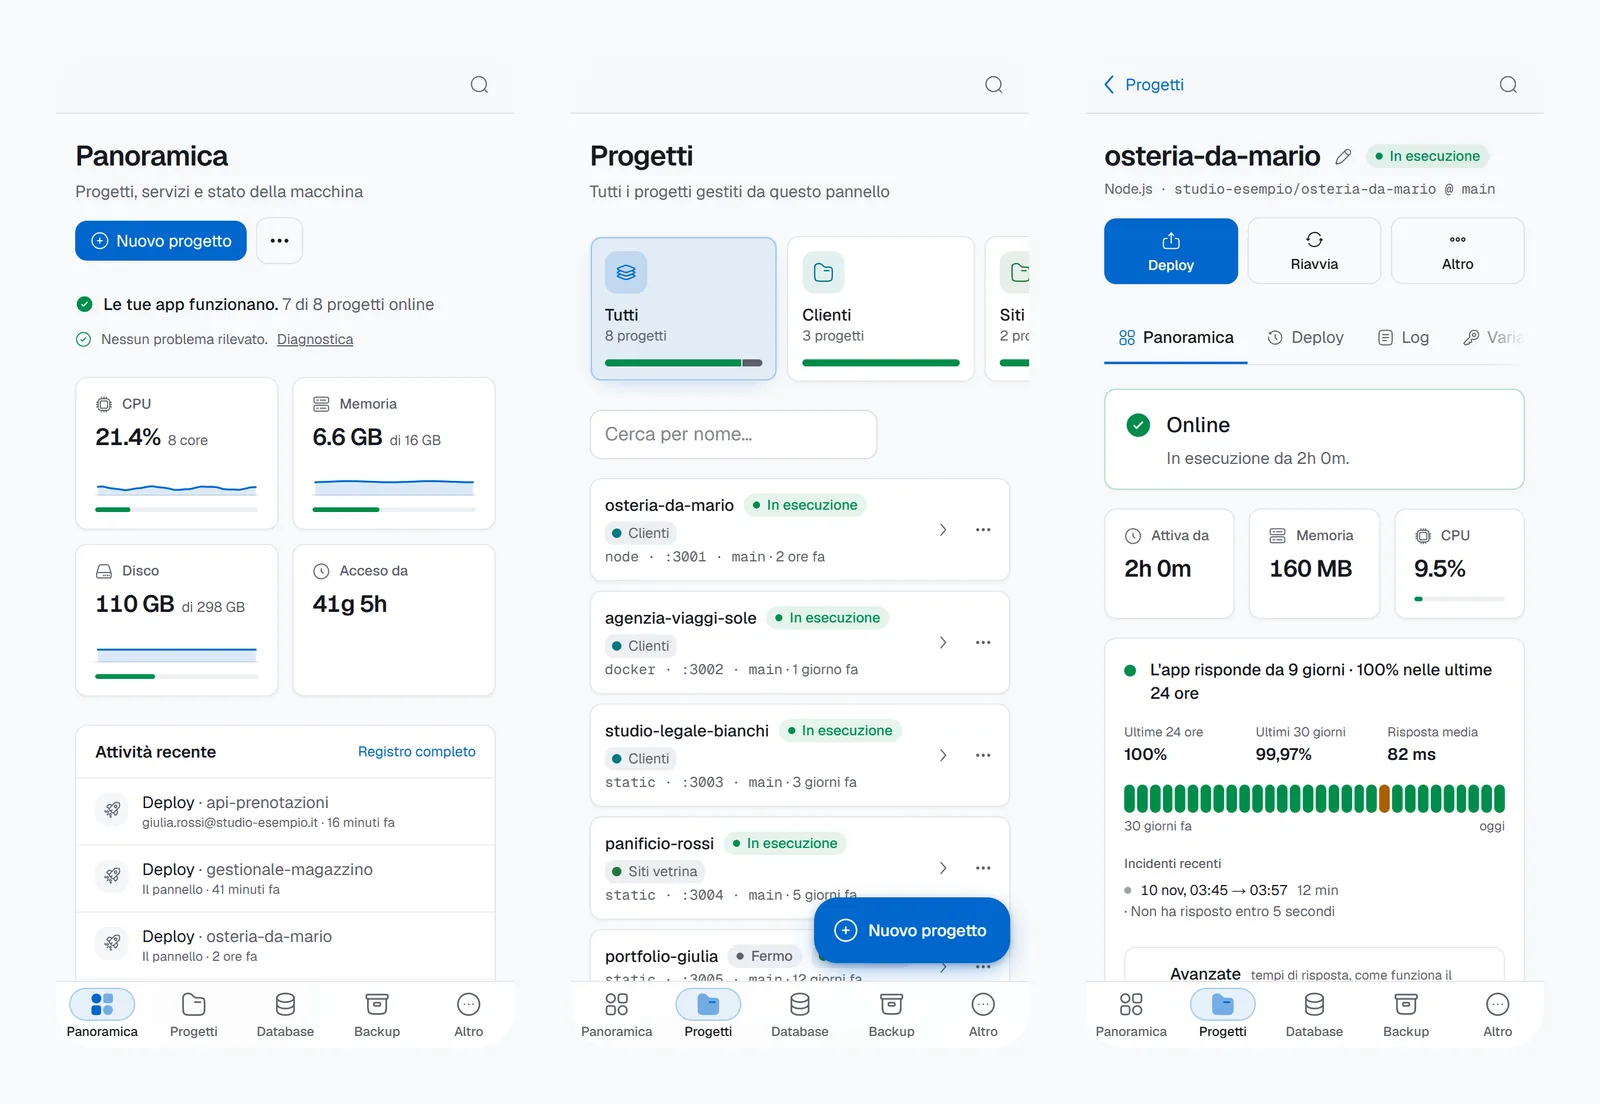 Panoramica
Progetti, servizi e stato della macchina
Nuovo progetto
Le tue app funzionano. 7 di 8 progetti online
Nessun problema rilevato. Diagnostica
CPU
21.4% 8 core
Memoria
6.6 GB di 16 GB
Disco
110 GB di 298 GB
Acceso da
41g 5h
Attività recente
Registro completo
Deploy · api-prenotazioni
giulia.rossi@studio-esempio.it · 16 minuti fa
Deploy · gestionale-magazzino
Il pannello · 41 minuti fa
Deploy · osteria-da-mario
Il pannello · 2 ore fa
Panoramica
Progetti
Database
Backup
Altro
Progetti
Tutti i progetti gestiti da questo pannello
Tutti
8 progetti
Clienti
3 progetti
Siti
2 pro
Cerca per nome...
osteria-da-mario
In esecuzione
Clienti
node · :3001 · main · 2 ore fa
agenzia-viaggi-sole
In esecuzione
Clienti
docker · :3002 · main · 1 giorno fa
studio-legale-bianchi
In esecuzione
Clienti
static · :3003 · main · 3 giorni fa
panificio-rossi
In esecuzione
Siti vetrina
static · :3004 · main · 5 giorni fa
portfolio-giulia
Fermo
static · :3005 · main · 12 giorni fa
Nuovo progetto
Panoramica
Progetti
Database
Backup
Altro
Progetti
osteria-da-mario
In esecuzione
Node.js · studio-esempio/osteria-da-mario @ main
Deploy
Riavvia
Altro
Panoramica
Deploy
Log
Varia
Online
In esecuzione da 2h 0m.
Attiva da
2h 0m
Memoria
160 MB
CPU
9.5%
L'app risponde da 9 giorni · 100% nelle ultime
24 ore
Ultime 24 ore
100%
Ultimi 30 giorni
99,97%
Risposta media
82 ms
30 giorni fa
oggi
Incidenti recenti
10 nov, 03:45 → 03:57 12 min
· Non ha risposto entro 5 secondi
Avanzate tempi di risposta, come funziona il
Panoramica
Progetti
Database
Backup
Altro